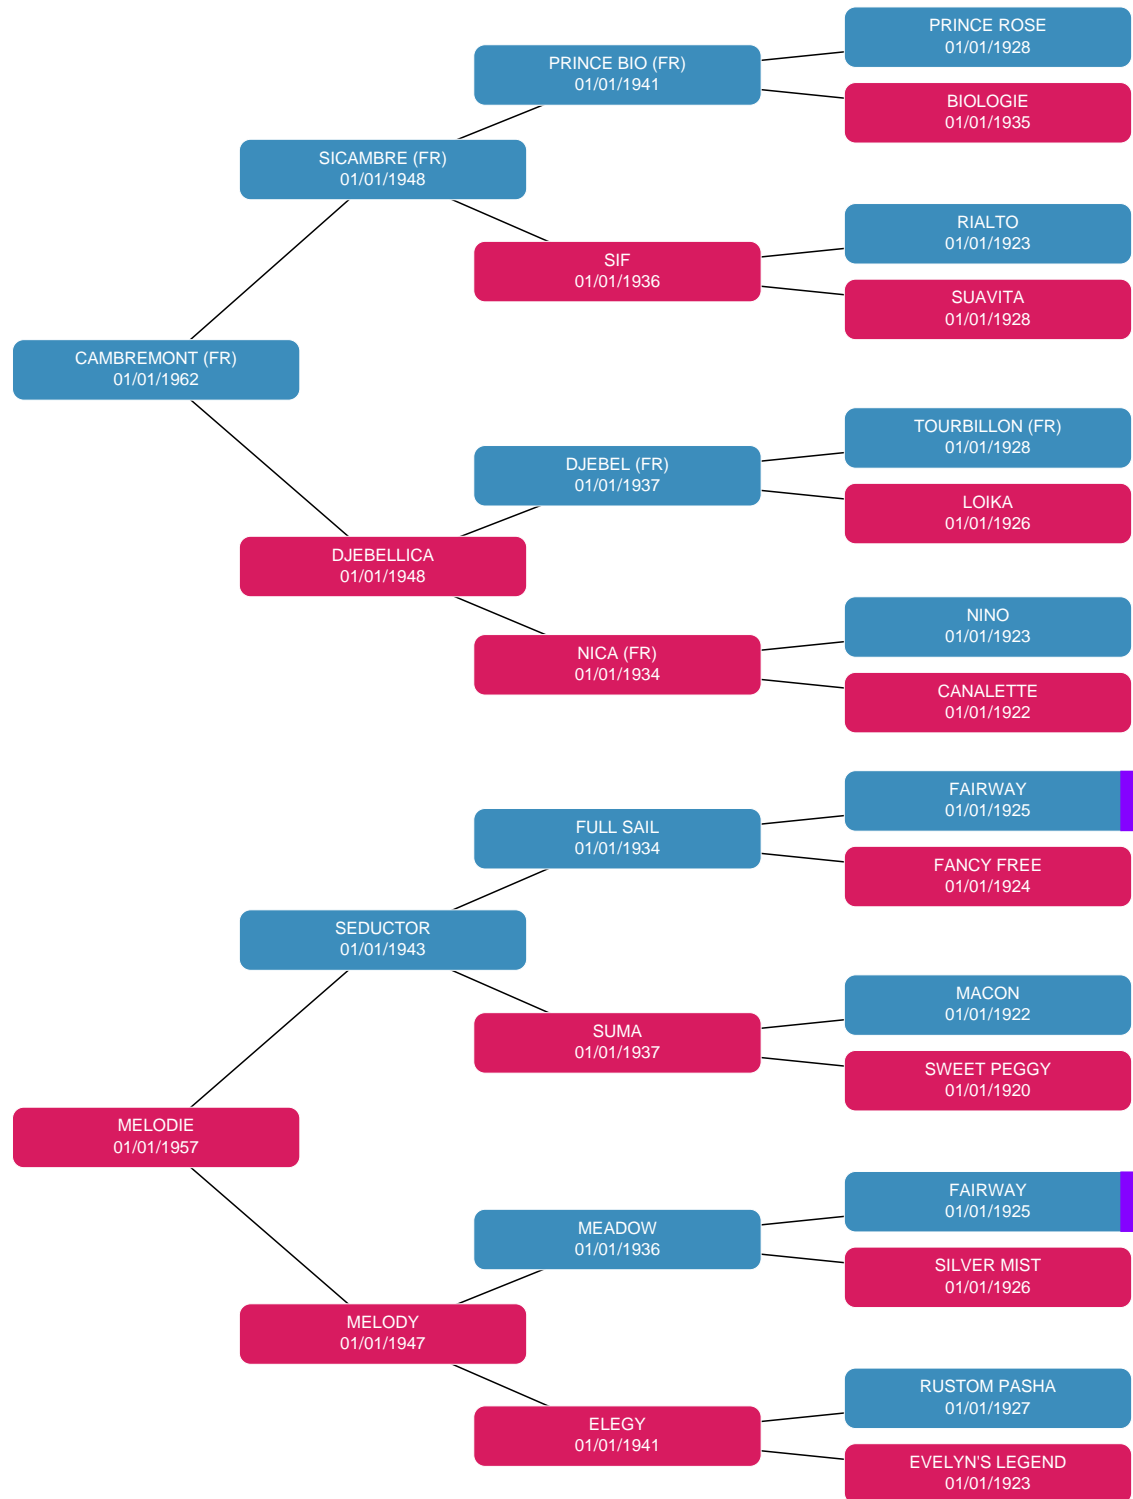 PRINCE ROSE
01/01/1928
PRINCE BIO (FR)
01/01/1941
BIOLOGIE
01/01/1935
SICAMBRE (FR)
01/01/1948
RIALTO
01/01/1923
SIF
01/01/1936
SUAVITA
01/01/1928
CAMBREMONT (FR)
01/01/1962
TOURBILLON (FR)
01/01/1928
DJEBEL (FR)
01/01/1937
LOIKA
01/01/1926
DJEBELLICA
01/01/1948
NINO
01/01/1923
NICA (FR)
01/01/1934
CANALETTE
01/01/1922
FAIRWAY
01/01/1925
FULL SAIL
01/01/1934
FANCY FREE
01/01/1924
SEDUCTOR
01/01/1943
MACON
01/01/1922
SUMA
01/01/1937
SWEET PEGGY
01/01/1920
MELODIE
01/01/1957
FAIRWAY
01/01/1925
MEADOW
01/01/1936
SILVER MIST
01/01/1926
MELODY
01/01/1947
RUSTOM PASHA
01/01/1927
ELEGY
01/01/1941
EVELYN'S LEGEND
01/01/1923